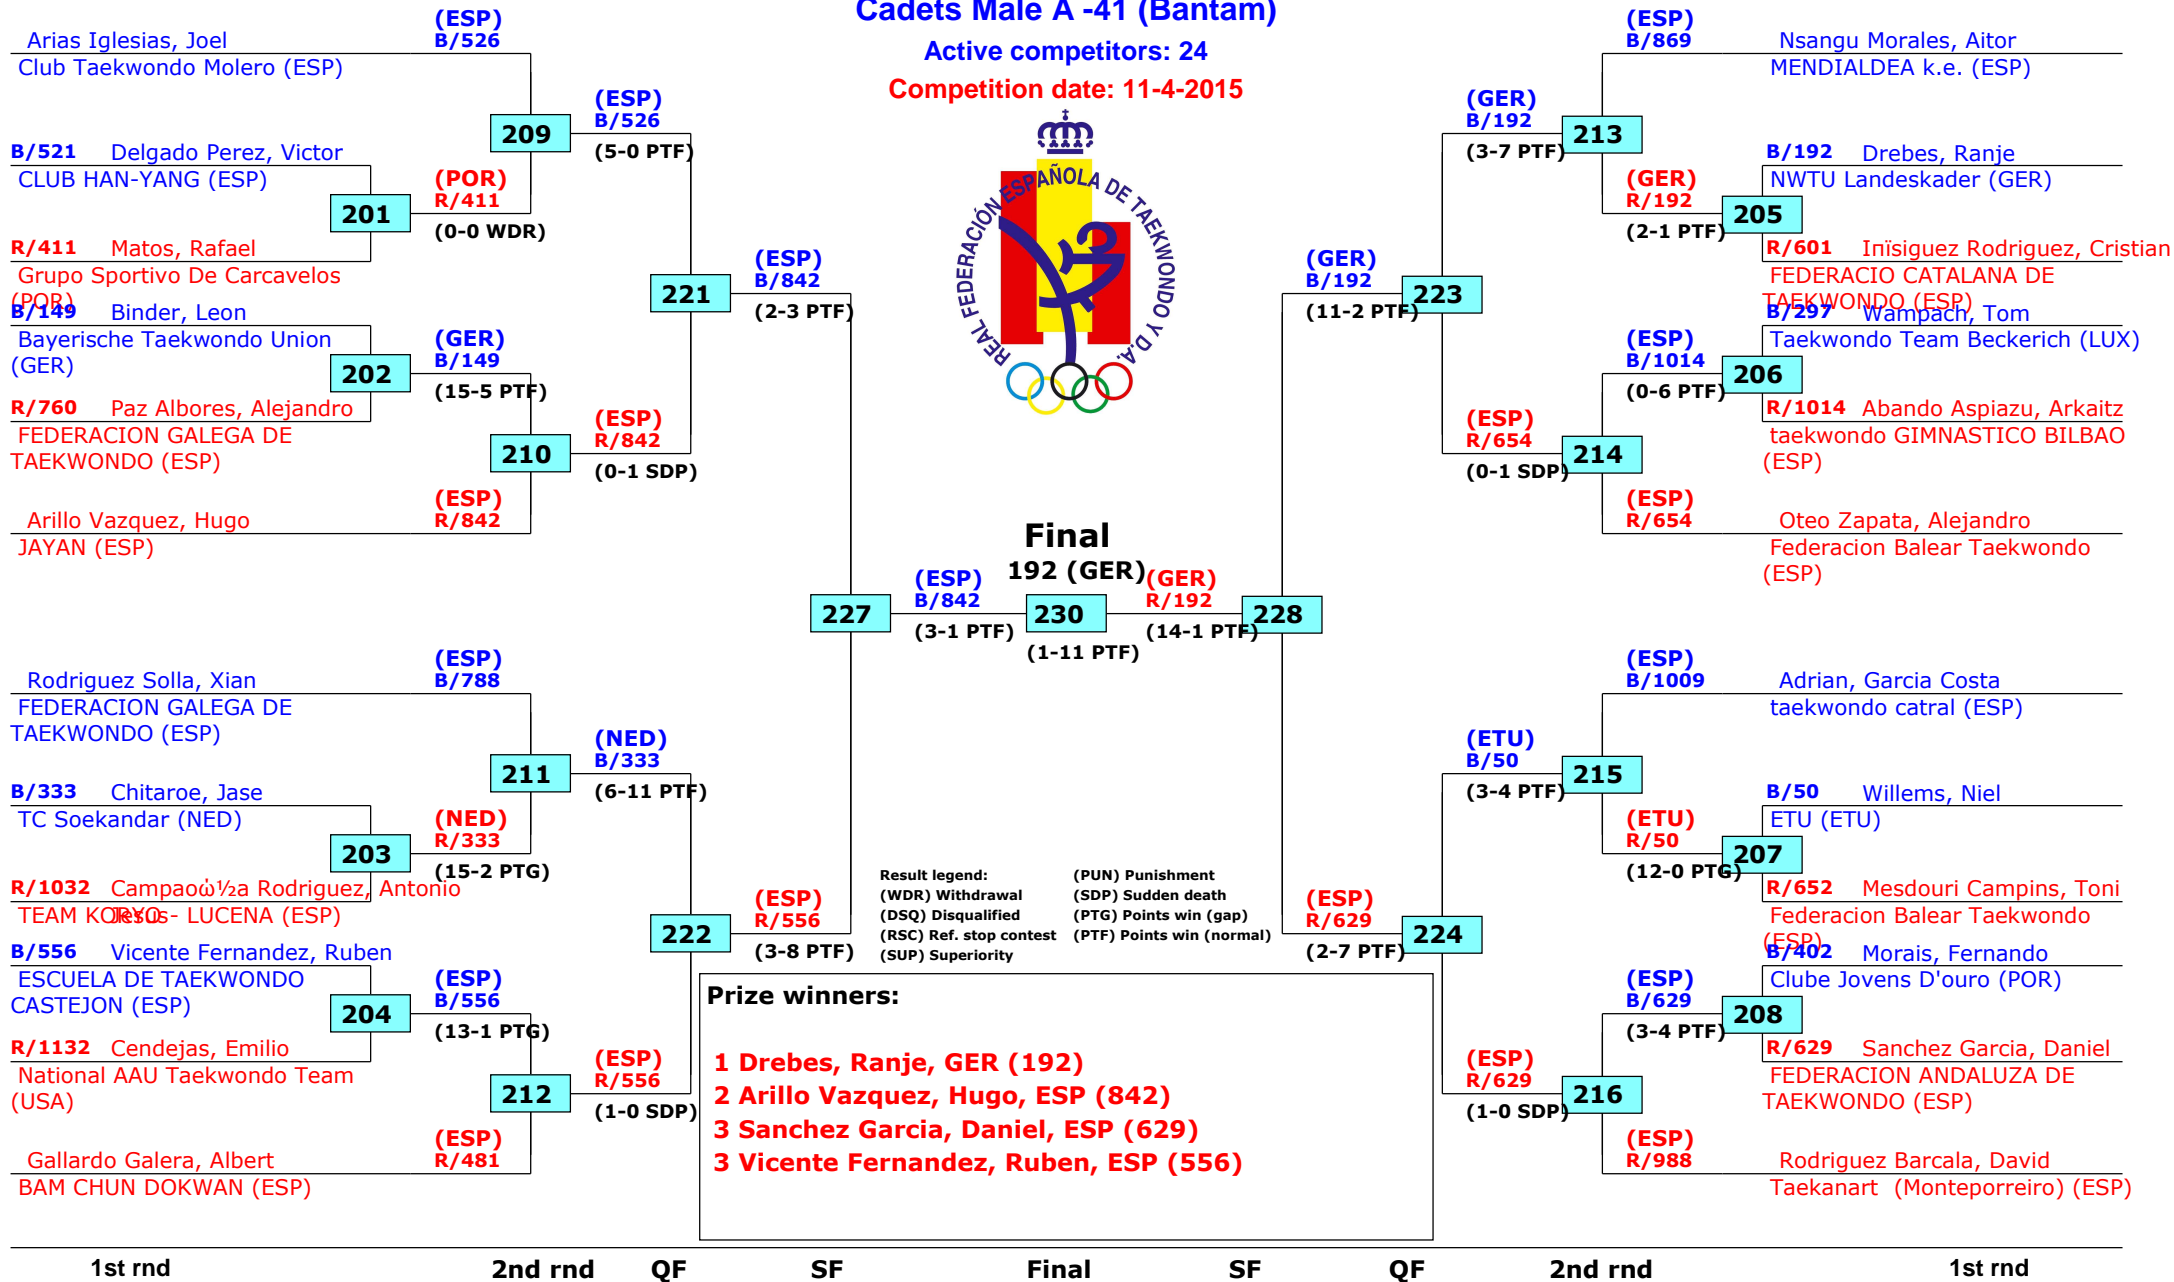 Cadets Male A -41 (Bantam)
Active competitors: 24
Competition date: 11-4-2015
REAL FEDERACIÓN ESPAÑOLA DE TAEKWONDO Y D.A.
(ESP)
B/526
Arias Iglesias, Joel
Club Taekwondo Molero (ESP)
B/521 Delgado Perez, Victor
CLUB HAN-YANG (ESP)
201
(POR)
R/411
(0-0 WDR)
R/411 Matos, Rafael
Grupo Sportivo De Carcavelos
(POR)
209
(ESP)
B/526
(5-0 PTF)
B/149 Binder, Leon
Bayerische Taekwondo Union
(GER)
202
(GER)
B/149
(15-5 PTF)
R/760 Paz Albores, Alejandro
FEDERACION GALEGA DE
TAEKWONDO (ESP)
210
(ESP)
R/842
(0-1 SDP)
(ESP)
R/842
Arillo Vazquez, Hugo
JAYAN (ESP)
221
(ESP)
B/842
(2-3 PTF)
(ESP)
B/788
Rodriguez Solla, Xian
FEDERACION GALEGA DE
TAEKWONDO (ESP)
211
(NED)
B/333
(6-11 PTF)
B/333 Chitaroe, Jase
TC Soekandar (NED)
203
(NED)
R/333
(15-2 PTG)
R/1032 Campaoώ½a Rodriguez, Antonio
Jesus
TEAM KORYO - LUCENA (ESP)
222
(ESP)
R/556
(3-8 PTF)
B/556 Vicente Fernandez, Ruben
ESCUELA DE TAEKWONDO
CASTEJON (ESP)
204
(ESP)
B/556
(13-1 PTG)
R/1132 Cendejas, Emilio
National AAU Taekwondo Team
(USA)
212
(ESP)
R/556
(1-0 SDP)
(ESP)
R/481
Gallardo Galera, Albert
BAM CHUN DOKWAN (ESP)
227
(ESP)
B/842
(3-1 PTF)
Final
192 (GER)
230
(1-11 PTF)
(GER)
R/192
(14-1 PTF)
228
(ESP)
B/869
Nsangu Morales, Aitor
MENDIALDEA k.e. (ESP)
213
(GER)
B/192
(3-7 PTF)
B/192 Drebes, Ranje
NWTU Landeskader (GER)
205
(GER)
R/192
(2-1 PTF)
R/601 Inïsiguez Rodriguez, Cristian
FEDERACIO CATALANA DE
TAEKWONDO (ESP)
223
(GER)
B/192
(11-2 PTF)
B/297 Wampach, Tom
Taekwondo Team Beckerich (LUX)
206
(ESP)
B/1014
(0-6 PTF)
R/1014 Abando Aspiazu, Arkaitz
taekwondo GIMNASTICO BILBAO
(ESP)
214
(ESP)
R/654
(0-1 SDP)
(ESP)
R/654
Oteo Zapata, Alejandro
Federacion Balear Taekwondo
(ESP)
(ESP)
B/1009
Adrian, Garcia Costa
taekwondo catral (ESP)
215
(ETU)
B/50
(3-4 PTF)
B/50 Willems, Niel
ETU (ETU)
207
(ETU)
R/50
(12-0 PTG)
R/652 Mesdouri Campins, Toni
Federacion Balear Taekwondo
(ESP)
224
(ESP)
R/629
(2-7 PTF)
B/402 Morais, Fernando
Clube Jovens D'ouro (POR)
208
(ESP)
B/629
(3-4 PTF)
R/629 Sanchez Garcia, Daniel
FEDERACION ANDALUZA DE
TAEKWONDO (ESP)
216
(ESP)
R/629
(1-0 SDP)
(ESP)
R/988
Rodriguez Barcala, David
Taekanart (Monteporreiro) (ESP)
Result legend: (PUN) Punishment
(WDR) Withdrawal (SDP) Sudden death
(DSQ) Disqualified (PTG) Points win (gap)
(RSC) Ref. stop contest (PTF) Points win (normal)
(SUP) Superiority
Prize winners:
1 Drebes, Ranje, GER (192)
2 Arillo Vazquez, Hugo, ESP (842)
3 Sanchez Garcia, Daniel, ESP (629)
3 Vicente Fernandez, Ruben, ESP (556)
1st rnd 2nd rnd QF SF Final SF QF 2nd rnd 1st rnd